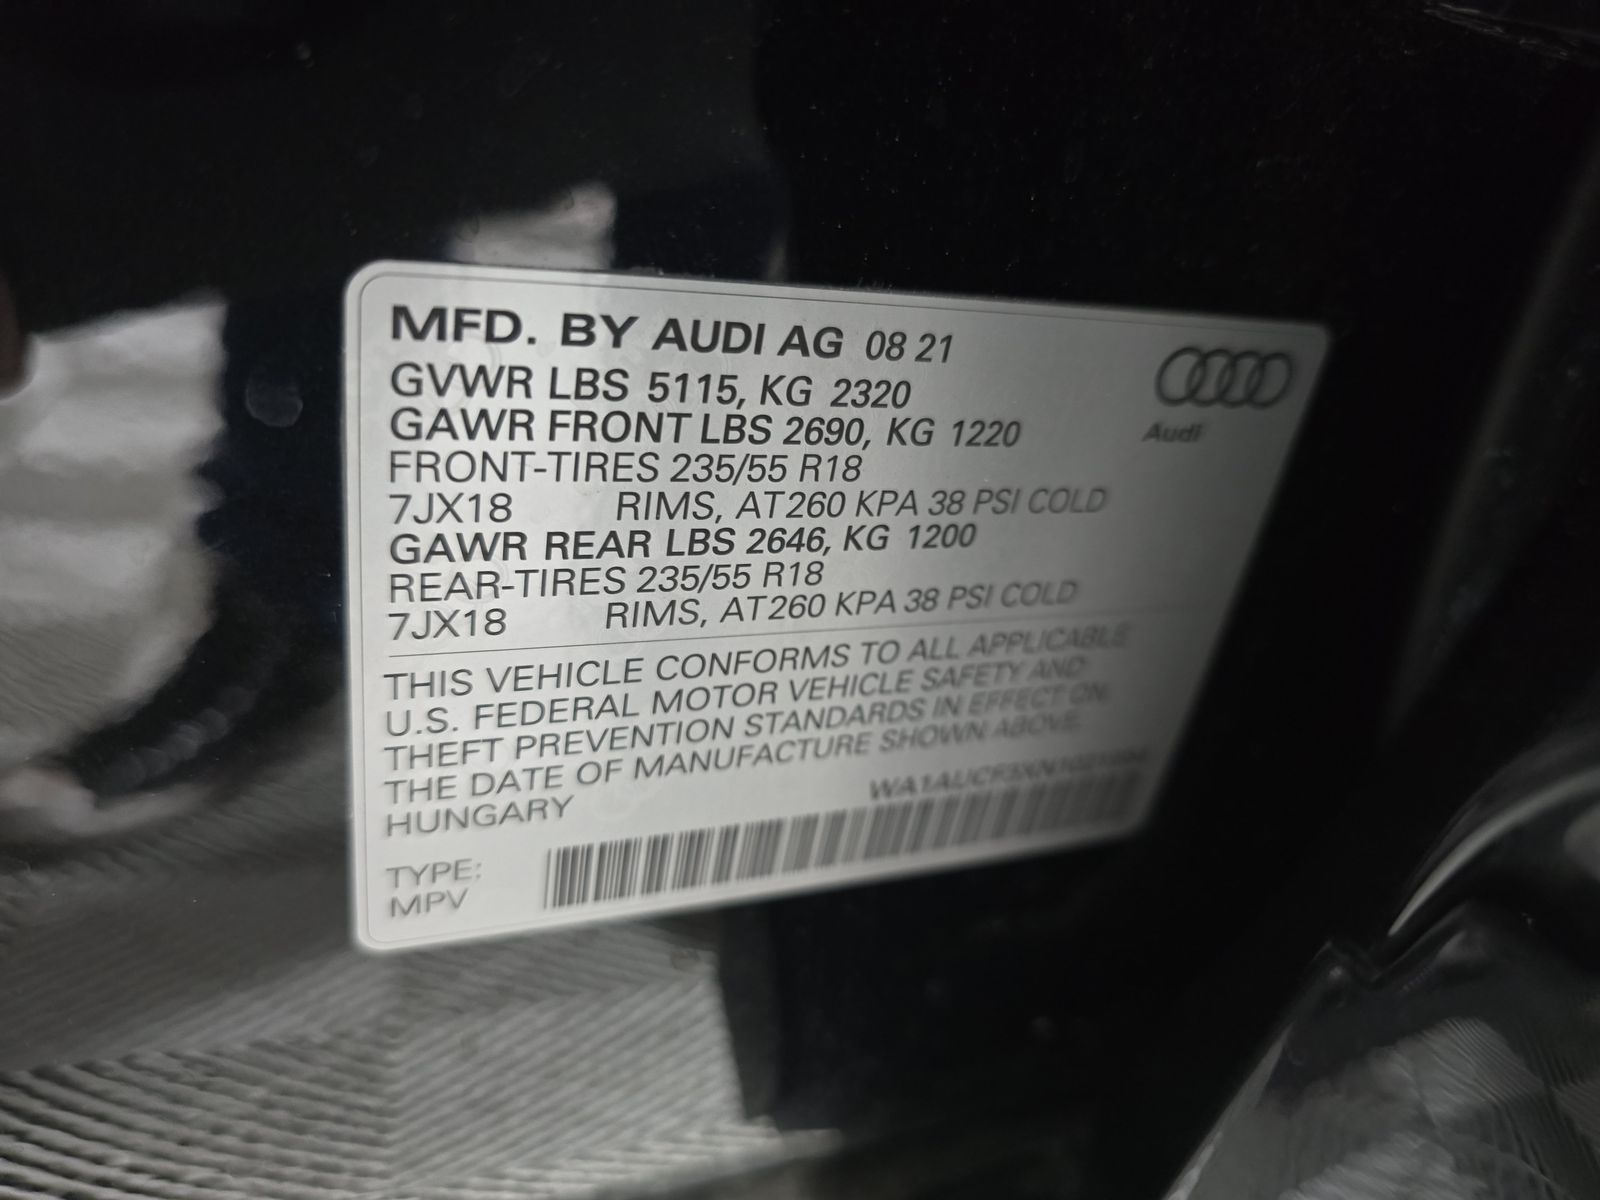 MFD. BY AUDI AG 08 21
GVWR LBS 5115, KG 2320
GAWR FRONT LBS 2690, KG 1220
FRONT-TIRES 235/55 R18
7JX18 RIMS, AT260 KPA 38 PSI COLD
GAWR REAR LBS 2646, KG 1200
REAR-TIRES 235/55 R18
7JX18 RIMS, AT260 KPA 38 PSI COLD
Audi
THIS VEHICLE CONFORMS TO ALL APPLICABLE
U.S. FEDERAL MOTOR VEHICLE SAFETY AND
THEFT PREVENTION STANDARDS IN EFFECT ON
THE DATE OF MANUFACTURE SHOWN ABOVE.
HUNGARY
TYPE:
MPV